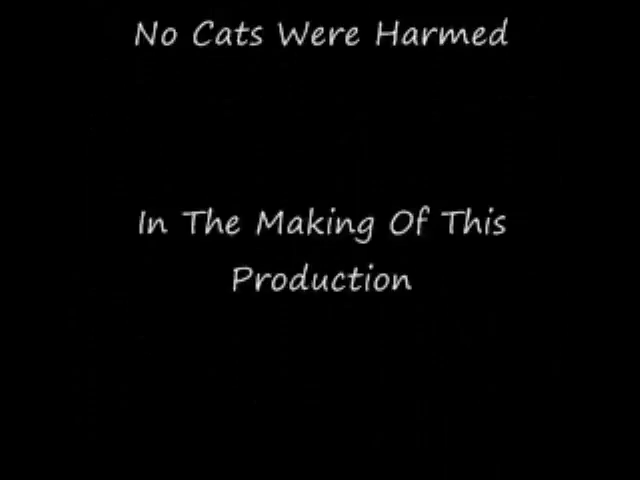 No Cats Were Harmed
In The Making Of This
Production